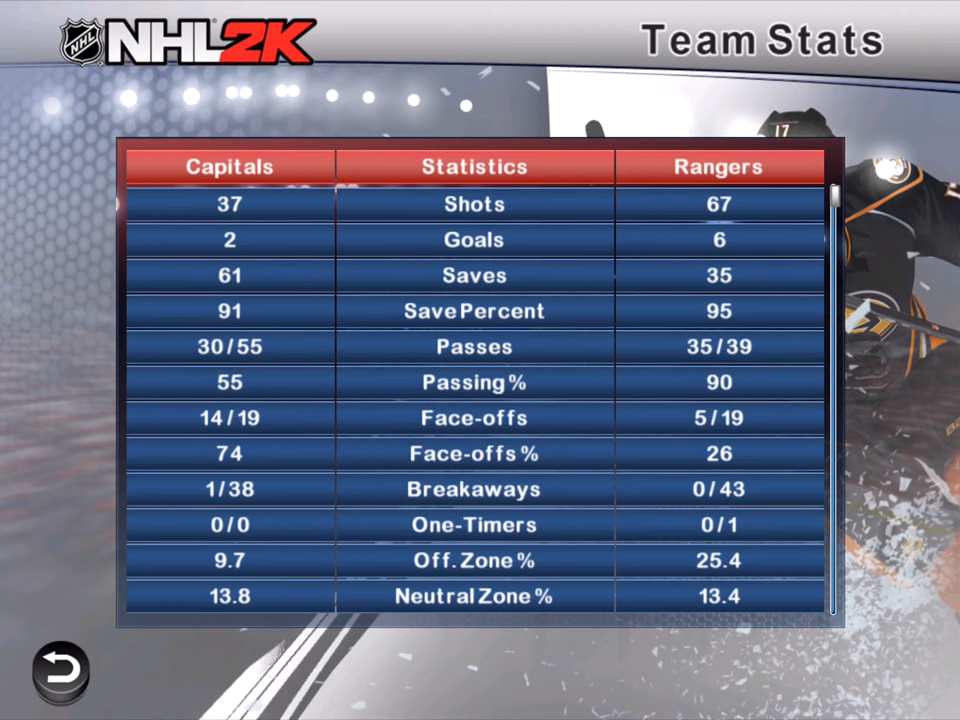 NHL NHL2K Team Stats
17
Capitals Statistics Rangers
37 Shots 67
2 Goals 6
61 Saves 35
91 Save Percent 95
30/55 Passes 35/39
55 Passing % 90
14/19 Face-offs 5/19
74 Face-offs % 26
1/38 Breakaways 0/43
0/0 One-Timers 0/1
9.7 Off. Zone % 25.4
13.8 Neutral Zone % 13.4